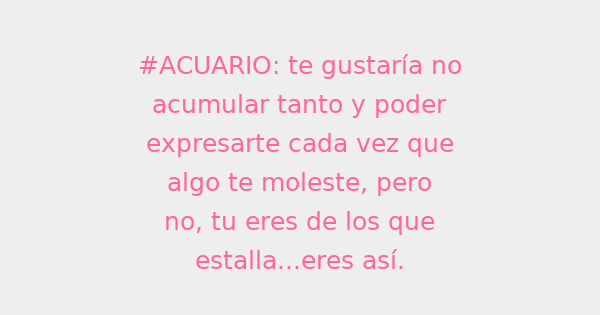 #ACUARIO: te gustaría no
acumular tanto y poder
expresarte cada vez que
algo te moleste, pero
no, tu eres de los que
estalla...eres así.